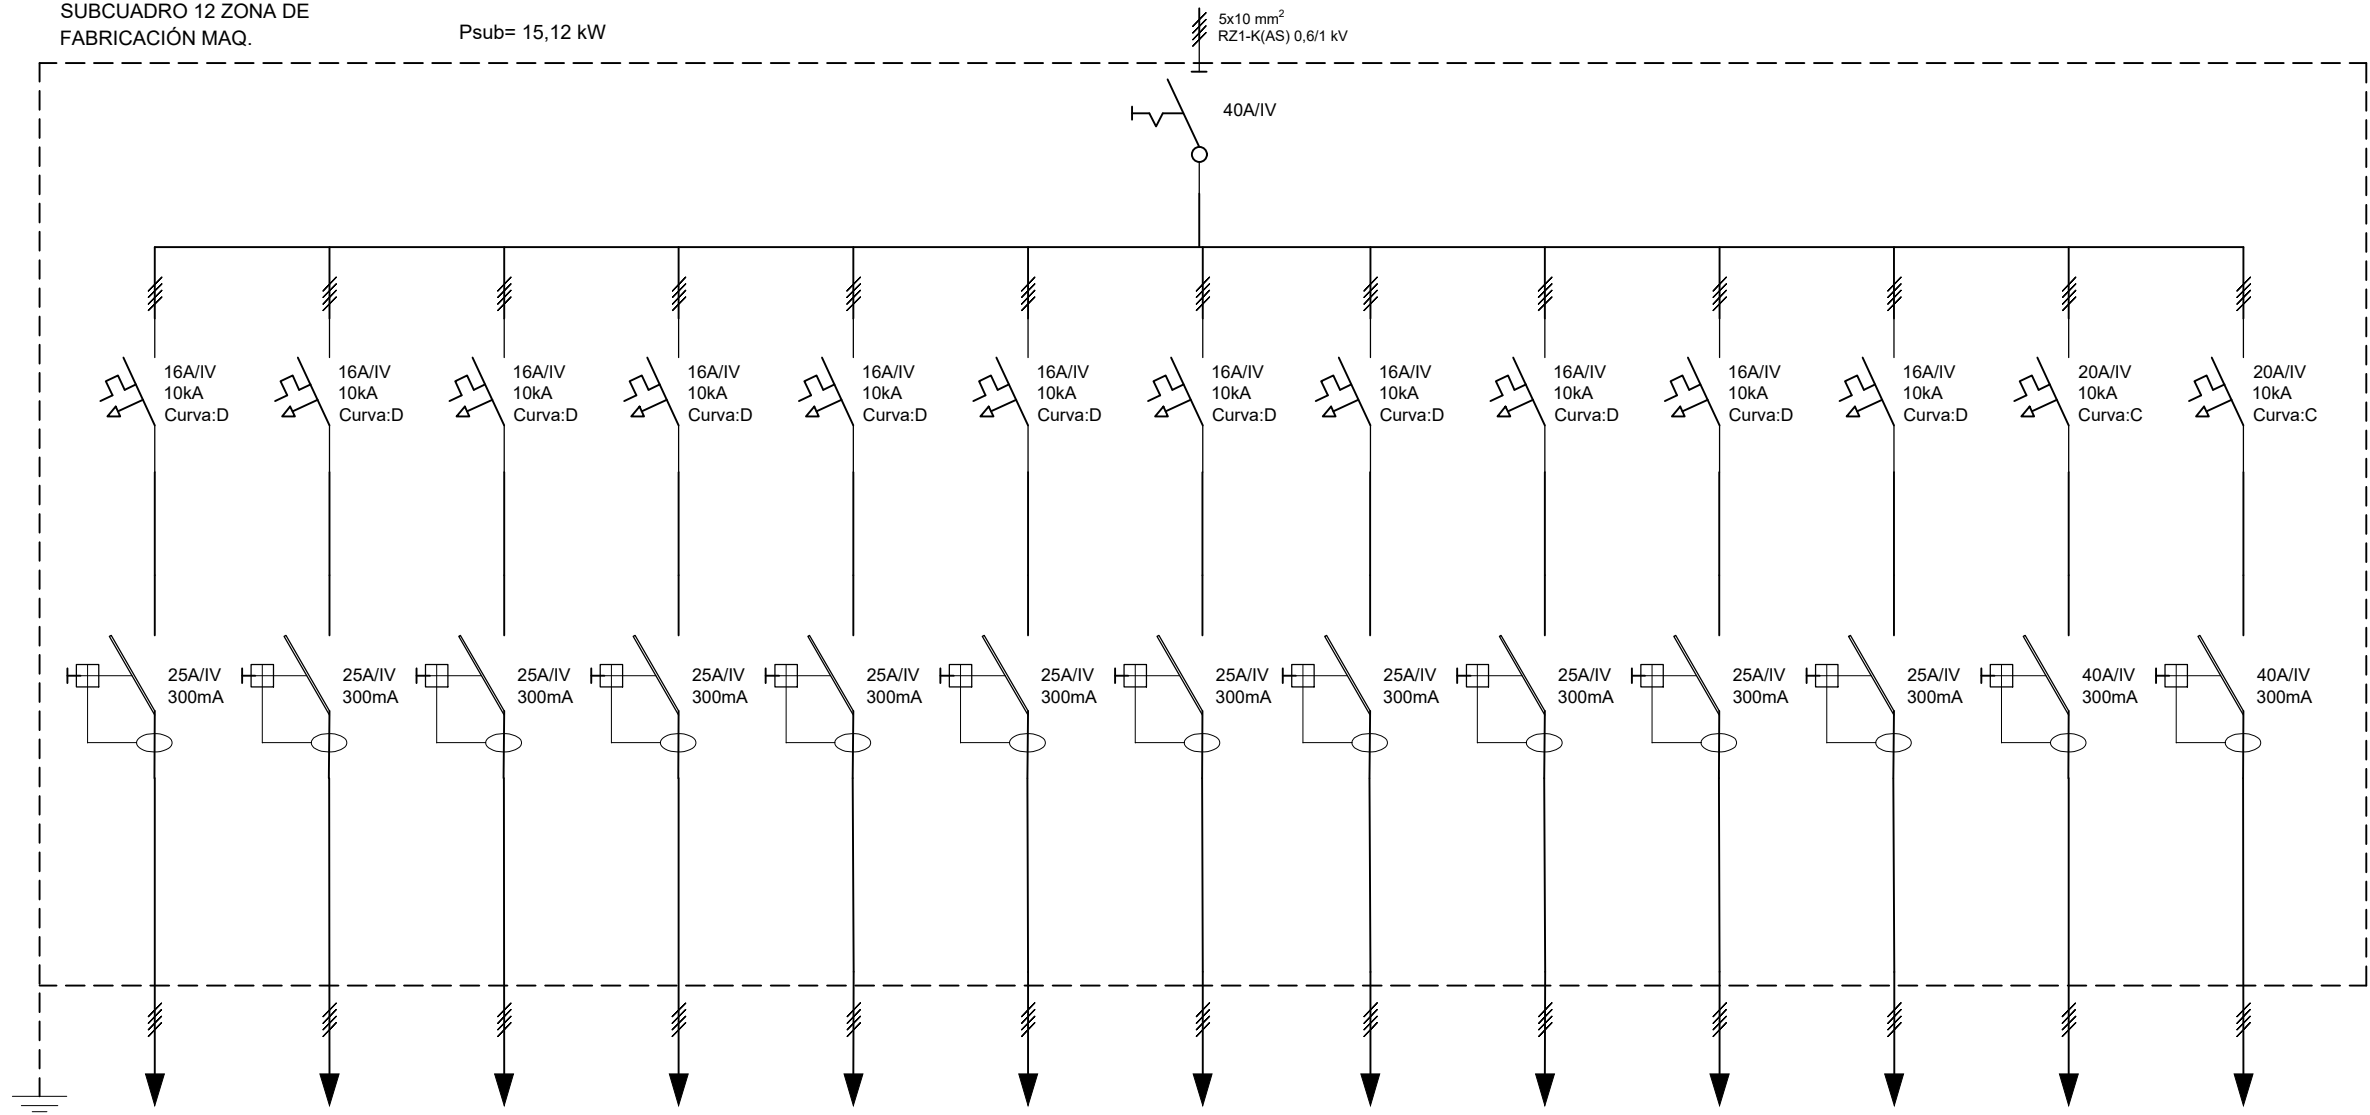 SUBCUADRO 12 ZONA DE
FABRICACIÓN MAQ.
Psub= 15,12 kW
5x10 mm²
RZ1-K(AS) 0,6/1 kV
40A/IV
16A/IV
10kA
Curva:D
16A/IV
10kA
Curva:D
16A/IV
10kA
Curva:D
16A/IV
10kA
Curva:D
16A/IV
10kA
Curva:D
16A/IV
10kA
Curva:D
16A/IV
10kA
Curva:D
16A/IV
10kA
Curva:D
16A/IV
10kA
Curva:D
16A/IV
10kA
Curva:D
16A/IV
10kA
Curva:D
20A/IV
10kA
Curva:C
20A/IV
10kA
Curva:C
25A/IV
300mA
25A/IV
300mA
25A/IV
300mA
25A/IV
300mA
25A/IV
300mA
25A/IV
300mA
25A/IV
300mA
25A/IV
300mA
25A/IV
300mA
25A/IV
300mA
25A/IV
300mA
40A/IV
300mA
40A/IV
300mA